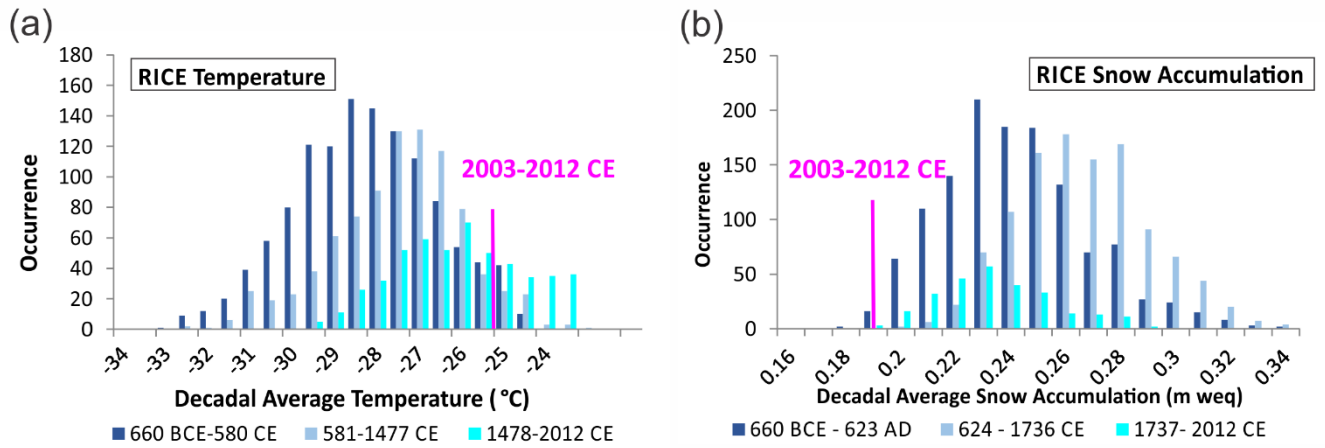 (a)
RICE Temperature
180
160
140
120
100
80
60
40
20
0
Occurrence
2003-2012 CE
-34
-33
-32
-31
-30
-29
-28
-27
-26
-25
-24
Decadal Average Temperature ( °C)
660 BCE-580 CE
581-1477 CE
1478-2012 CE
(b)
RICE Snow Accumulation
250
200
150
100
50
0
Occurrence
2003-2012 CE
0.16
0.18
0.2
0.22
0.24
0.26
0.28
0.3
0.32
0.34
Decadal Average Snow Accumulation (m weq)
660 BCE - 623 AD
624 - 1736 CE
1737- 2012 CE